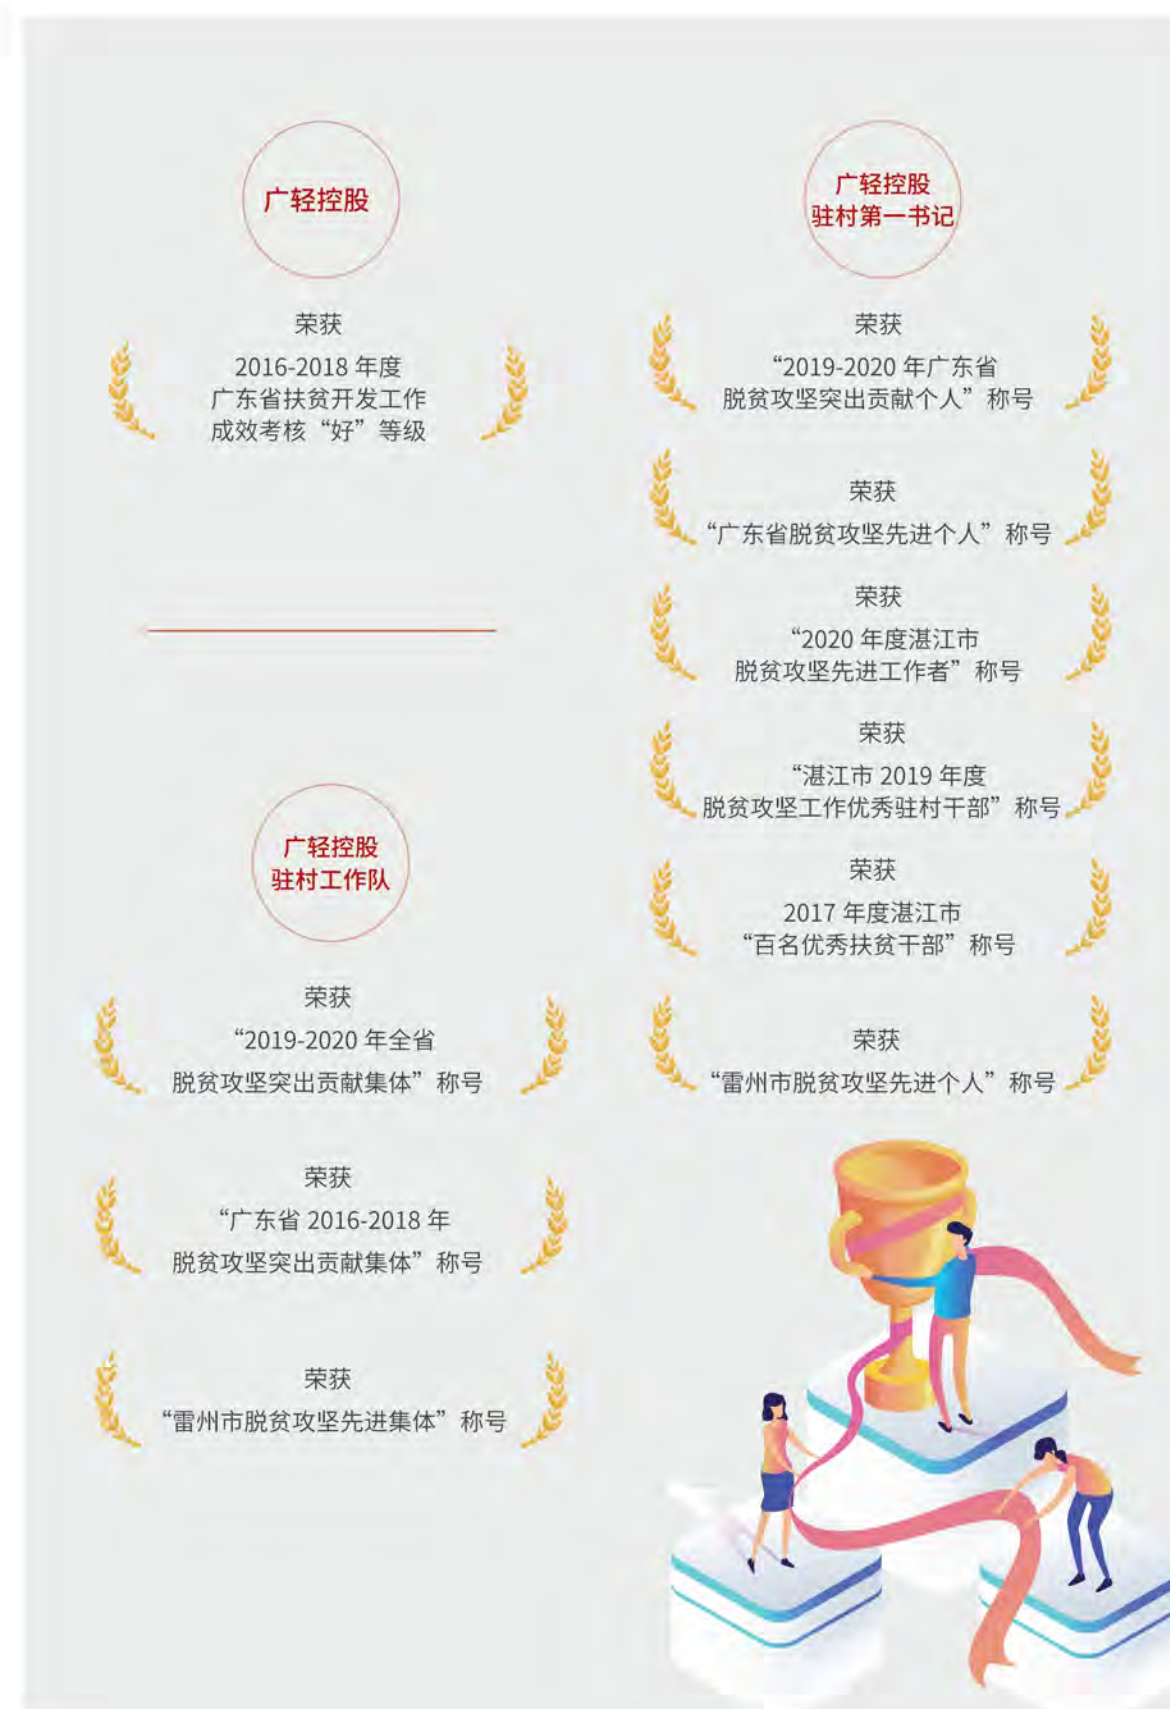 广轻控股
荣获
2016-2018 年度
广东省扶贫开发工作
成效考核“好”等级
广轻控股
驻村工作队
荣获
“2019-2020 年全省
脱贫攻坚突出贡献集体”称号
荣获
“广东省 2016-2018 年
脱贫攻坚突出贡献集体”称号
荣获
“雷州市脱贫攻坚先进集体”称号
广轻控股
驻村第一书记
荣获
“2019-2020 年广东省
脱贫攻坚突出贡献个人”称号
荣获
“广东省脱贫攻坚先进个人”称号
荣获
“2020 年度湛江市
脱贫攻坚先进工作者”称号
荣获
“湛江市 2019 年度
脱贫攻坚工作优秀驻村干部”称号
荣获
2017 年度湛江市
“百名优秀扶贫干部”称号
荣获
“雷州市脱贫攻坚先进个人”称号